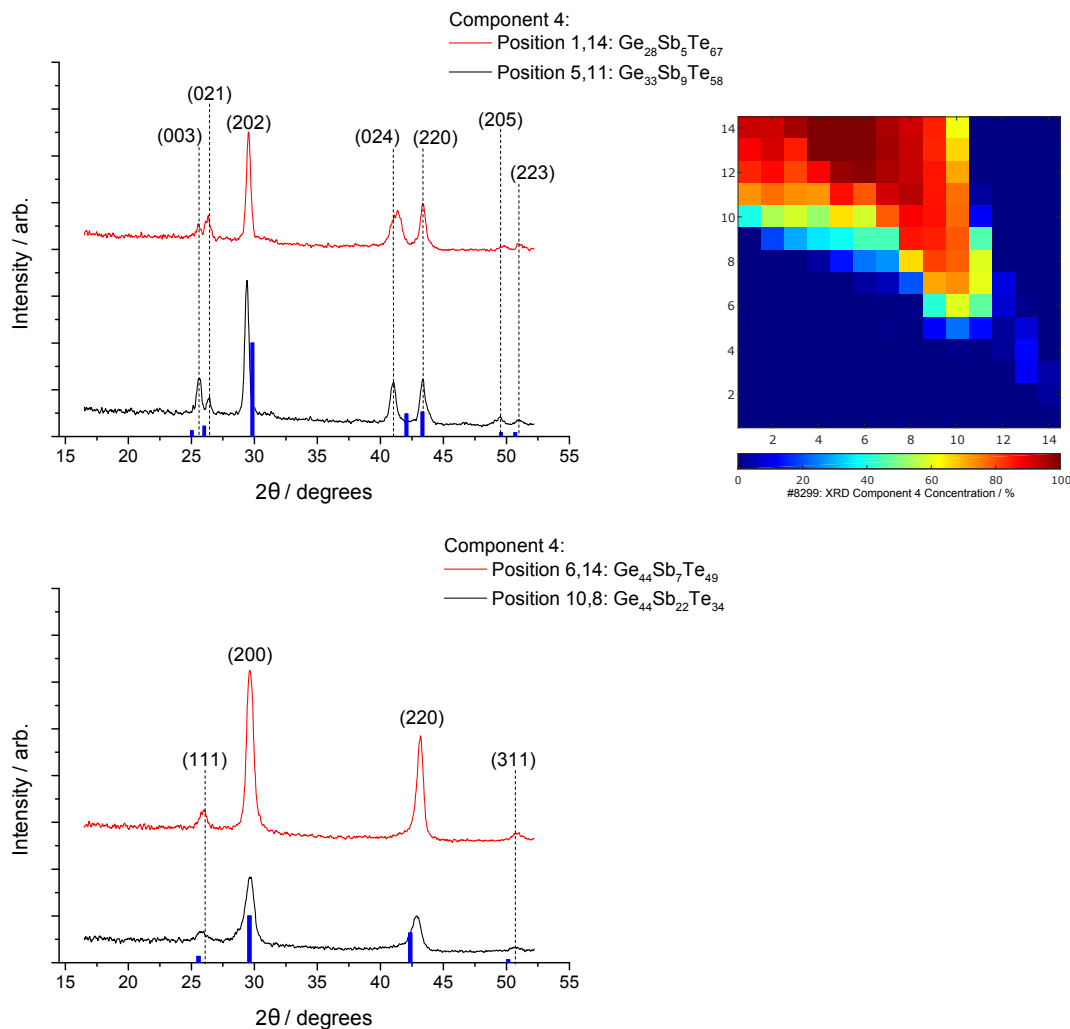 Component 4:
Position 1,14: Ge₂₈Sb₅Te₆₇
Position 5,11: Ge₃₃Sb₉Te₅₈
(003)
(021)
(202)
(024)
(220)
(205)
(223)
Intensity / arb.
15 20 25 30 35 40 45 50 55
2θ / degrees
14
12
10
8
6
4
2
2 4 6 8 10 12 14
0 20 40 60 80 100
#8299: XRD Component 4 Concentration / %
Component 4:
Position 6,14: Ge₄₄Sb₇Te₄₉
Position 10,8: Ge₄₄Sb₂₂Te₃₄
(111)
(200)
(220)
(311)
Intensity / arb.
15 20 25 30 35 40 45 50 55
2θ / degrees